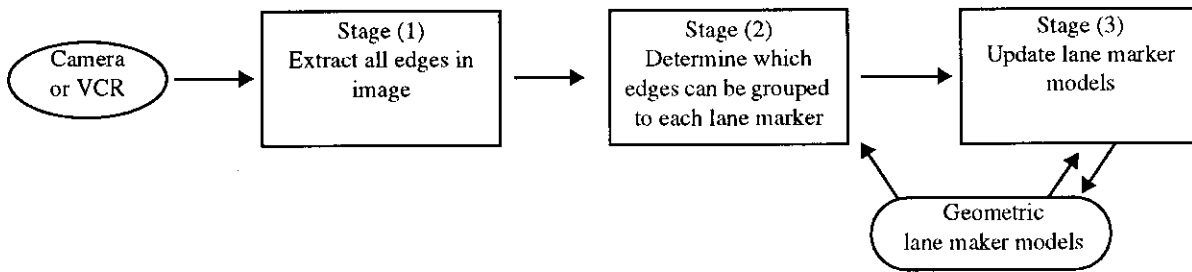 Camera
or VCR
Stage (1)
Extract all edges in
image
Stage (2)
Determine which
edges can be grouped
to each lane marker
Stage (3)
Update lane marker
models
Geometric
lane maker models